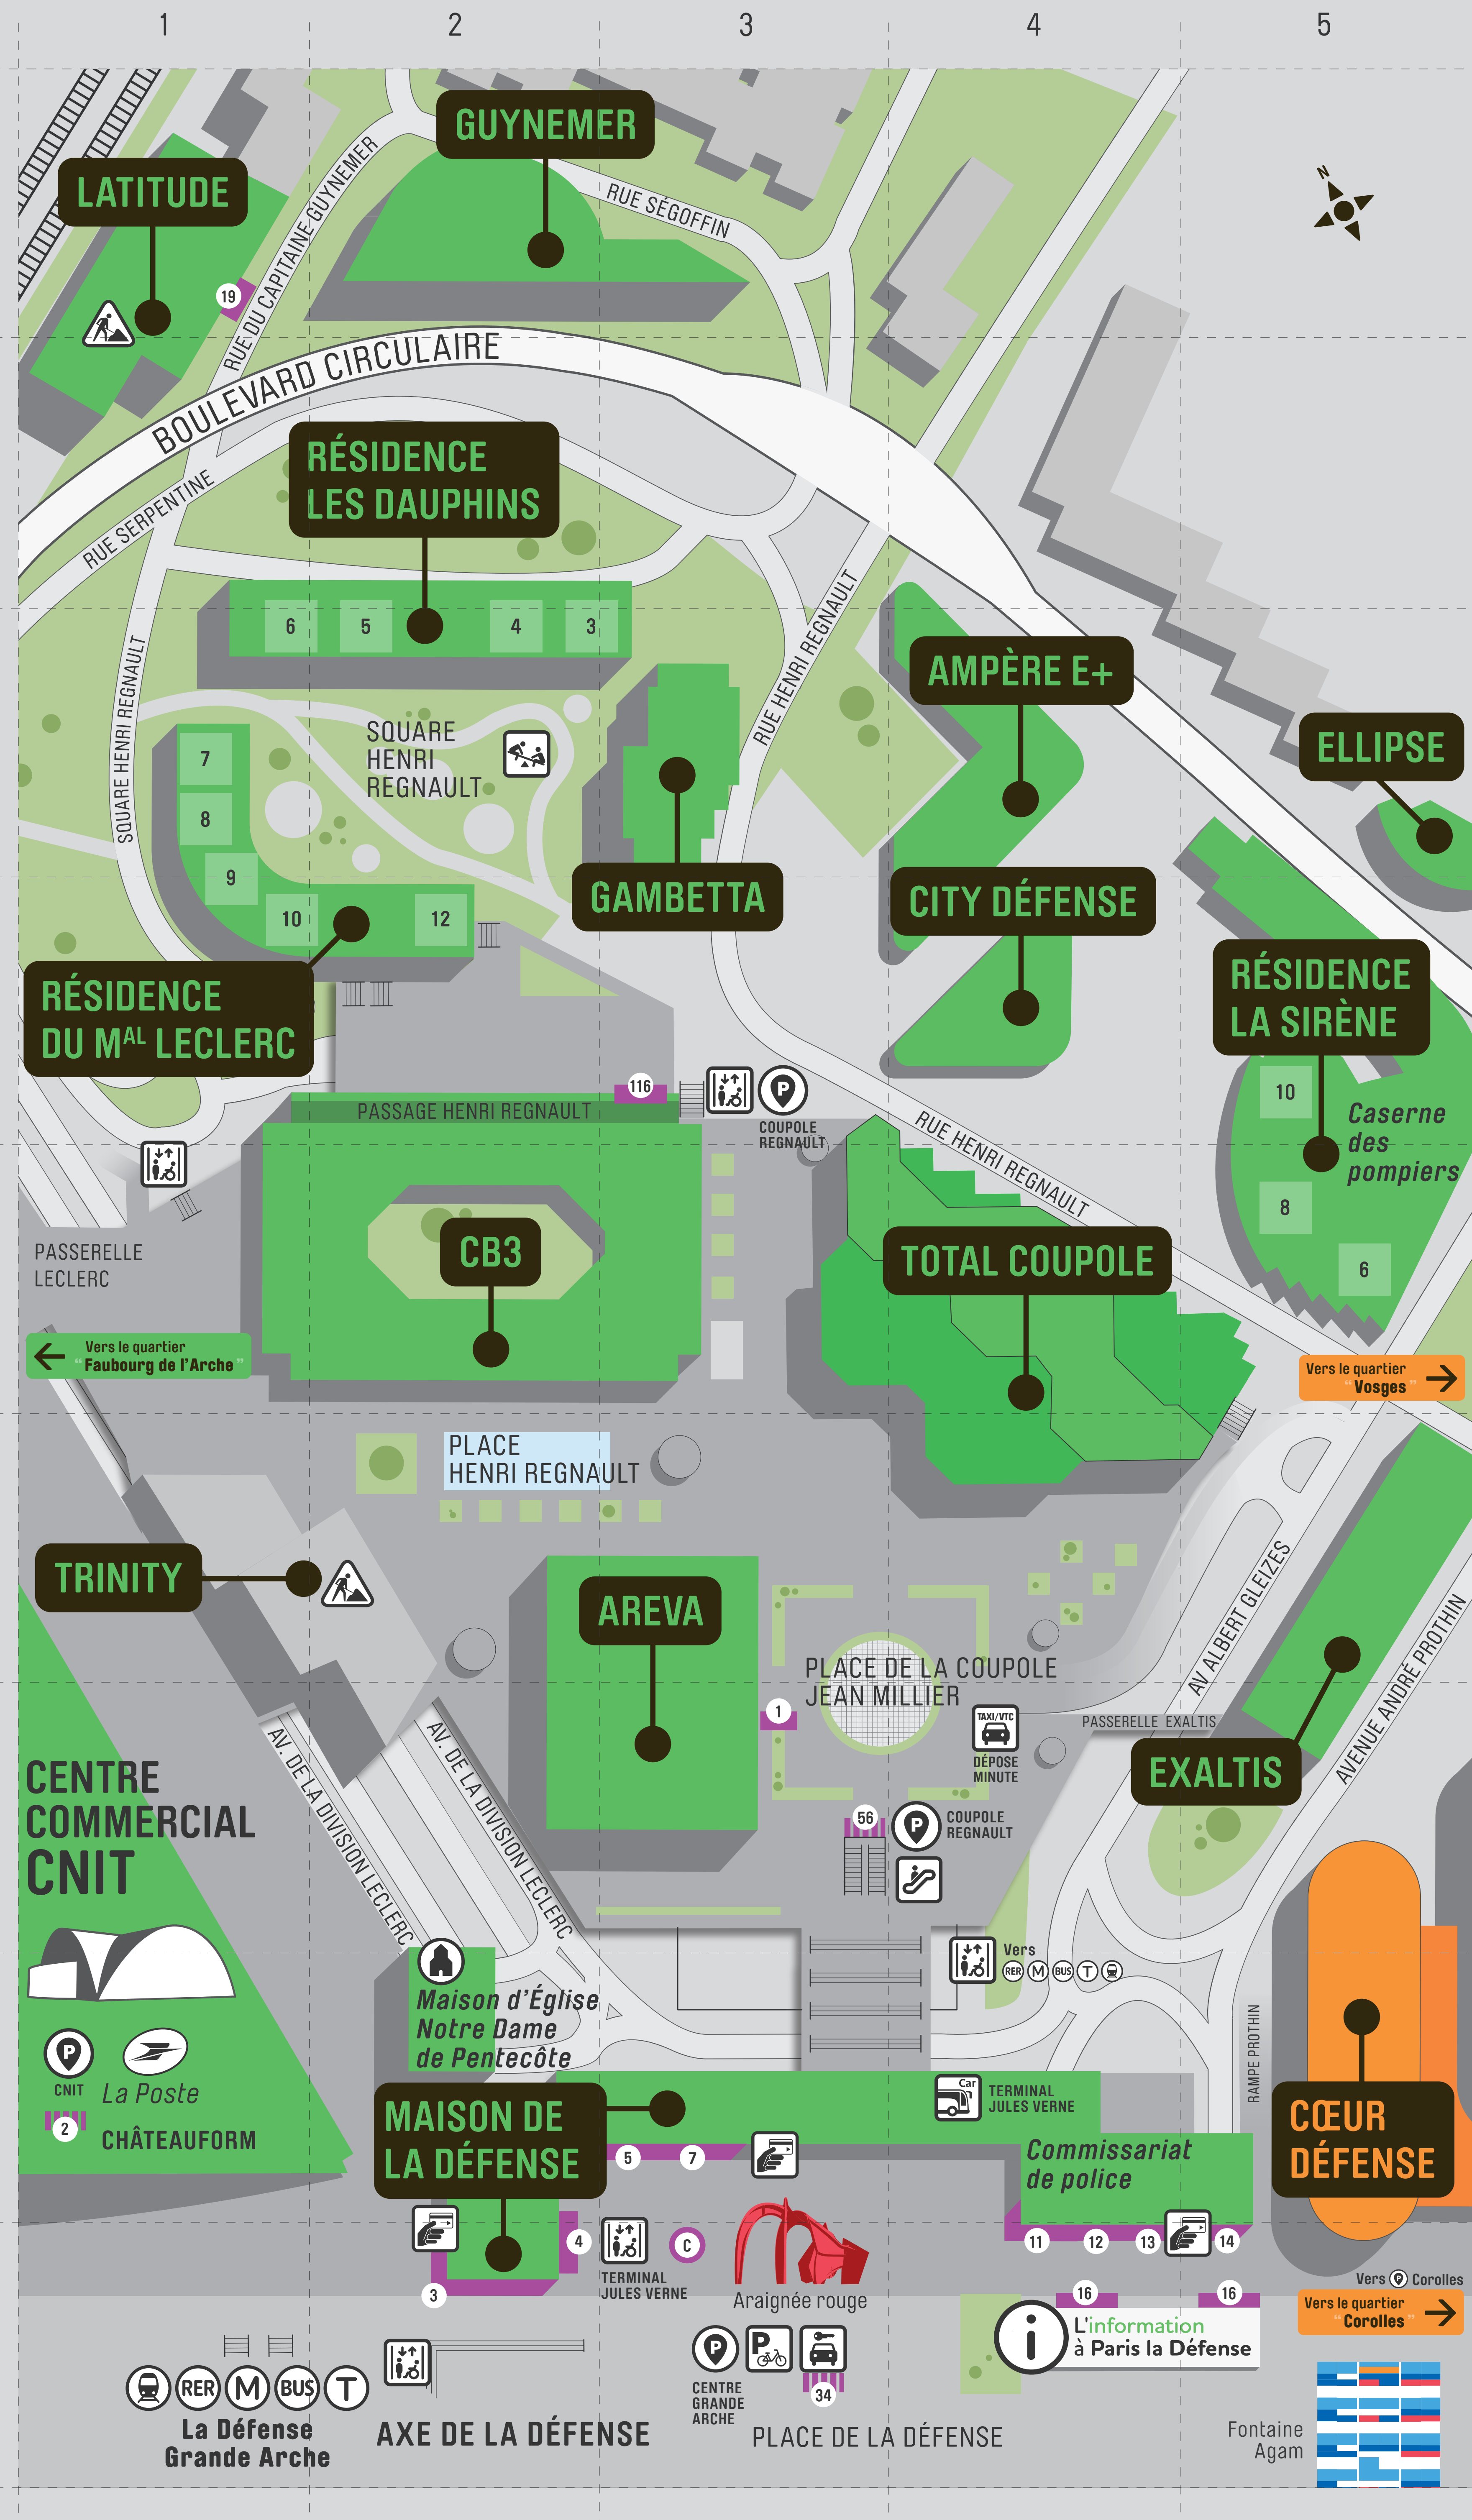 1
2
3
4
5
GUYNEMER
LATITUDE
N
RUE SÉGOFFIN
RUE DU CAPITAINE GUYNEMER
19
BOULEVARD CIRCULAIRE
RÉSIDENCE
LES DAUPHINS
RUE SERPENTINE
6
5
4
3
RUE HENRI REGNAULT
AMPÈRE E+
SQUARE HENRI REGNAULT
SQUARE
HENRI
REGNAULT
ELLIPSE
7
8
9
10
12
GAMBETTA
CITY DÉFENSE
RÉSIDENCE
DU MAL LECLERC
RÉSIDENCE
LA SIRÈNE
116
PASSAGE HENRI REGNAULT
P
COUPOLE
REGNAULT
RUE HENRI REGNAULT
10
Caserne
des
pompiers
8
6
PASSERELLE
LECLERC
CB3
TOTAL COUPOLE
Vers le quartier
“Faubourg de l’Arche”
Vers le quartier
“Vosges”
PLACE
HENRI REGNAULT
TRINITY
AREVA
AV ALBERT GLEIZES
AVENUE ANDRÉ PROTHIN
PLACE DE LA COUPOLE
JEAN MILLIER
1
TAXI/VTC
DÉPOSE
MINUTE
PASSERELLE EXALTIS
EXALTIS
AV. DE LA DIVISION LECLERC
AV. DE LA DIVISION LECLERC
CENTRE
COMMERCIAL
CNIT
56
P
COUPOLE
REGNAULT
Vers
RER M BUS T
Maison d’Église
Notre Dame
de Pentecôte
P
CNIT
La Poste
2
CHÂTEAUFORM
RAMPE PROTHIN
Car
TERMINAL
JULES VERNE
MAISON DE
LA DÉFENSE
CŒUR
DÉFENSE
5
7
Commissariat
de police
4
3
TERMINAL
JULES VERNE
C
Araignée rouge
11
12
13
14
Vers P Corolles
Vers le quartier
“Corolles”
16
16
i
L’information
à Paris la Défense
RER M BUS T
La Défense
Grande Arche
AXE DE LA DÉFENSE
P
CENTRE
GRANDE
ARCHE
P
34
PLACE DE LA DÉFENSE
Fontaine
Agam